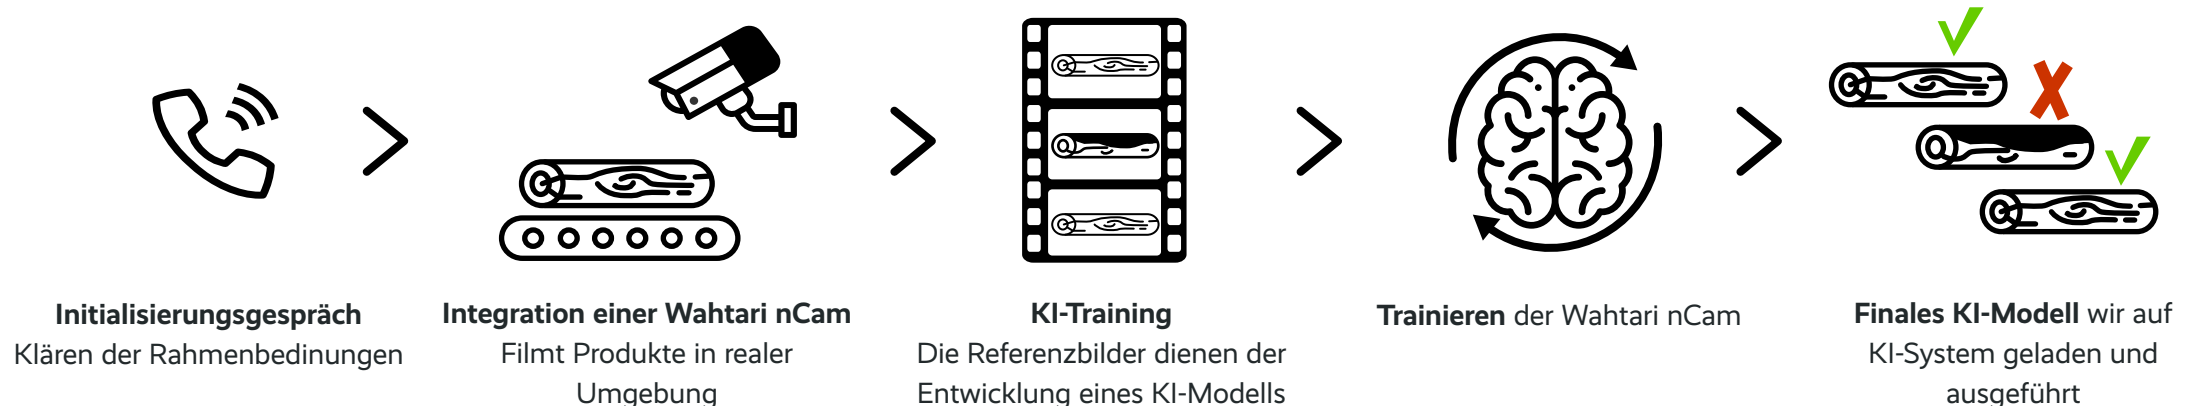 Initialisierungsgespräch
Klären der Rahmenbedinungen
Integration einer Wahtari nCam
Filmt Produkte in realer
Umgebung
KI-Training
Die Referenzbilder dienen der
Entwicklung eines KI-Modells
Trainieren der Wahtari nCam
Finales KI-Modell wir auf
KI-System geladen und
ausgeführt